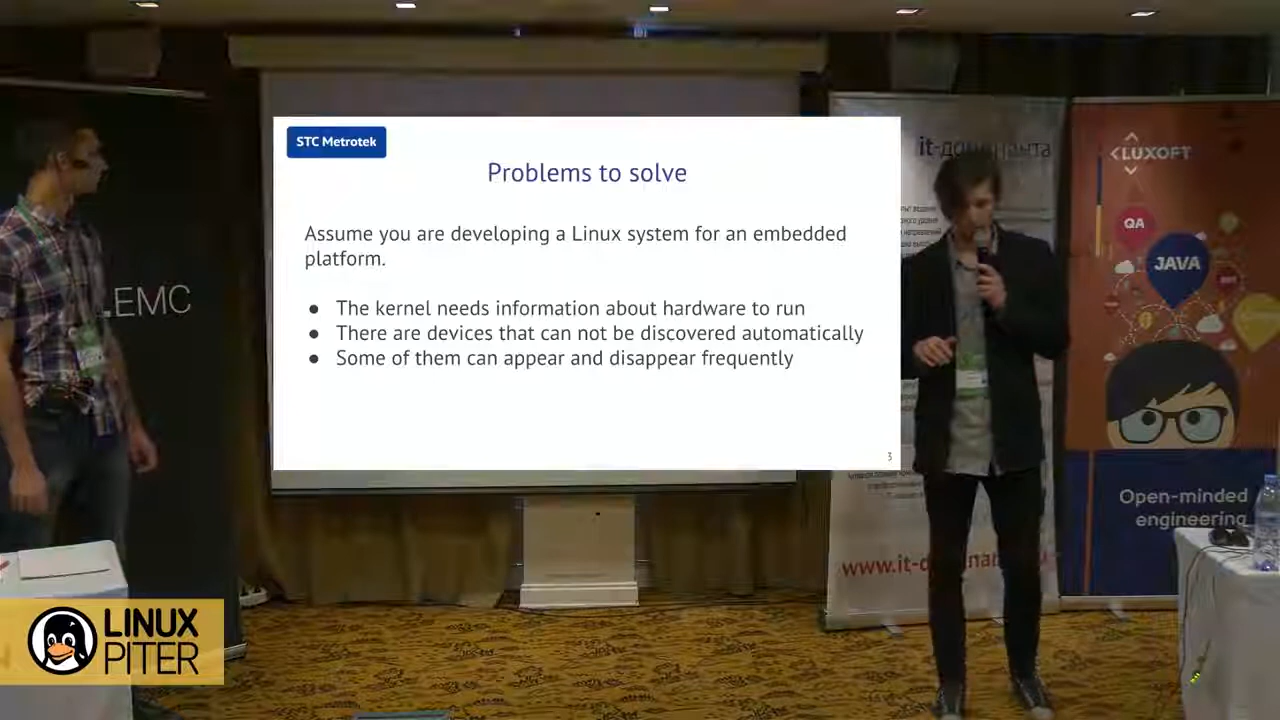 STC Metrotek
Problems to solve
Assume you are developing a Linux system for an embedded
platform.
● The kernel needs information about hardware to run
● There are devices that can not be discovered automatically
● Some of them can appear and disappear frequently
3
EMC
LUXOFT
QA
JAVA
Open-minded
engineering
www.it-d
LINUX
PITER